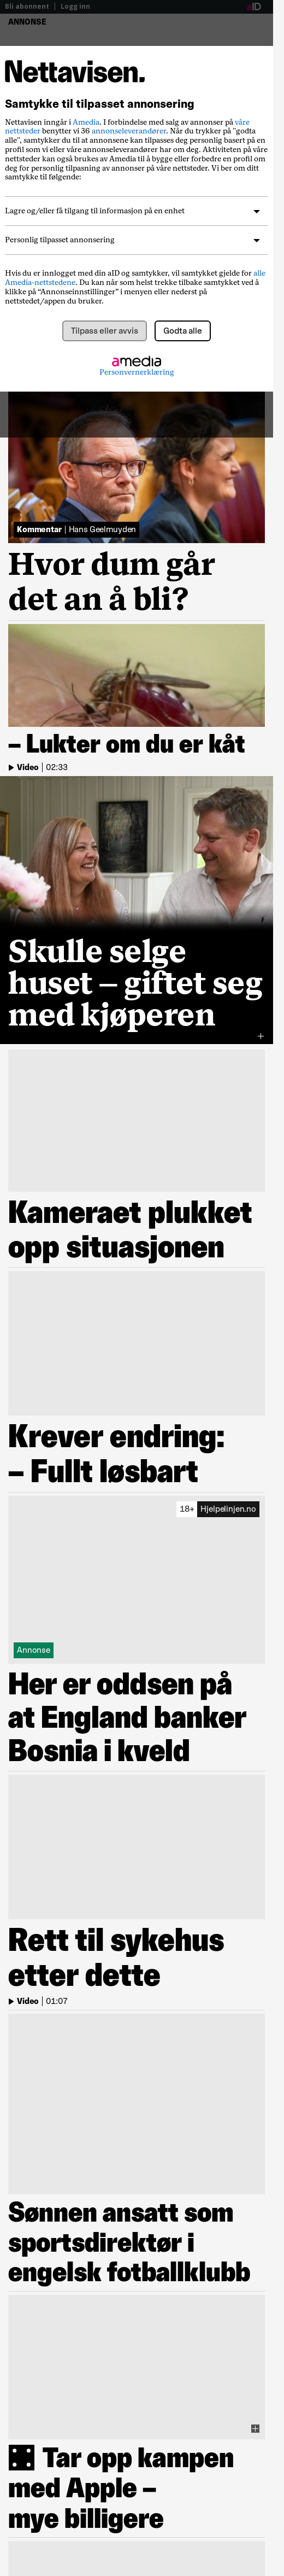 Bli abonnent | Logg inn
aID
ANNONSE
Nettavisen.
Samtykke til tilpasset annonsering
Nettavisen inngår i Amedia. I forbindelse med salg av annonser på våre
nettsteder benytter vi 36 annonseleverandører. Når du trykker på "godta
alle", samtykker du til at annonsene kan tilpasses deg personlig basert på en
profil som vi eller våre annonseleverandører har om deg. Aktiviteten på våre
nettsteder kan også brukes av Amedia til å bygge eller forbedre en profil om
deg for personlig tilpasning av annonser på våre nettsteder. Vi ber om ditt
samtykke til følgende:
Lagre og/eller få tilgang til informasjon på en enhet
Personlig tilpasset annonsering
Hvis du er innlogget med din aID og samtykker, vil samtykket gjelde for alle
Amedia-nettstedene. Du kan når som helst trekke tilbake samtykket ved å
klikke på “Annonseinnstillinger” i menyen eller nederst på
nettstedet/appen du bruker.
Tilpass eller avvis
Godta alle
amedia
Personvernerklæring
Kommentar | Hans Geelmuyden
Hvor dum går
det an å bli?
– Lukter om du er kåt
Video | 02:33
Skulle selge
huset – giftet seg
med kjøperen
Kameraet plukket
opp situasjonen
Krever endring:
– Fullt løsbart
18+ Hjelpelinjen.no
Annonse
Her er oddsen på
at England banker
Bosnia i kveld
Rett til sykehus
etter dette
Video | 01:07
Sønnen ansatt som
sportsdirektør i
engelsk fotballklubb
Tar opp kampen
med Apple –
mye billigere